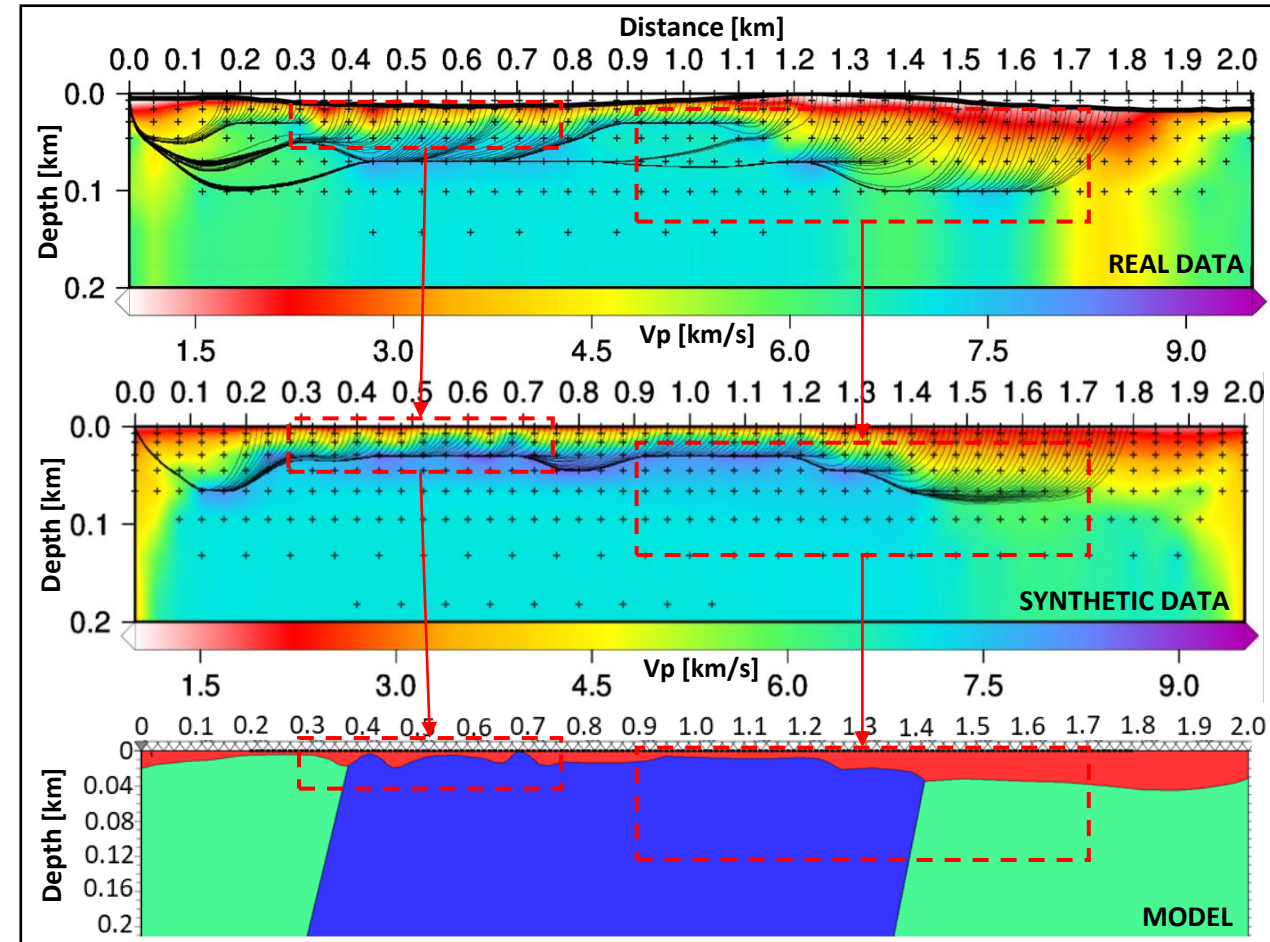 Distance [km]
0.0 0.1 0.2 0.3 0.4 0.5 0.6 0.7 0.8 0.9 1.0 1.1 1.2 1.3 1.4 1.5 1.6 1.7 1.8 1.9 2.0
0.0
0.1
0.2
Depth [km]
REAL DATA
Vp [km/s]
1.5 3.0 4.5 6.0 7.5 9.0
0.0 0.1 0.2 0.3 0.4 0.5 0.6 0.7 0.8 0.9 1.0 1.1 1.2 1.3 1.4 1.5 1.6 1.7 1.8 1.9 2.0
0.0
0.1
0.2
Depth [km]
SYNTHETIC DATA
Vp [km/s]
1.5 3.0 4.5 6.0 7.5 9.0
0 0.1 0.2 0.3 0.4 0.5 0.6 0.7 0.8 0.9 1.0 1.1 1.2 1.3 1.4 1.5 1.6 1.7 1.8 1.9 2.0
0
0.04
0.08
0.12
0.16
0.2
Depth [km]
MODEL